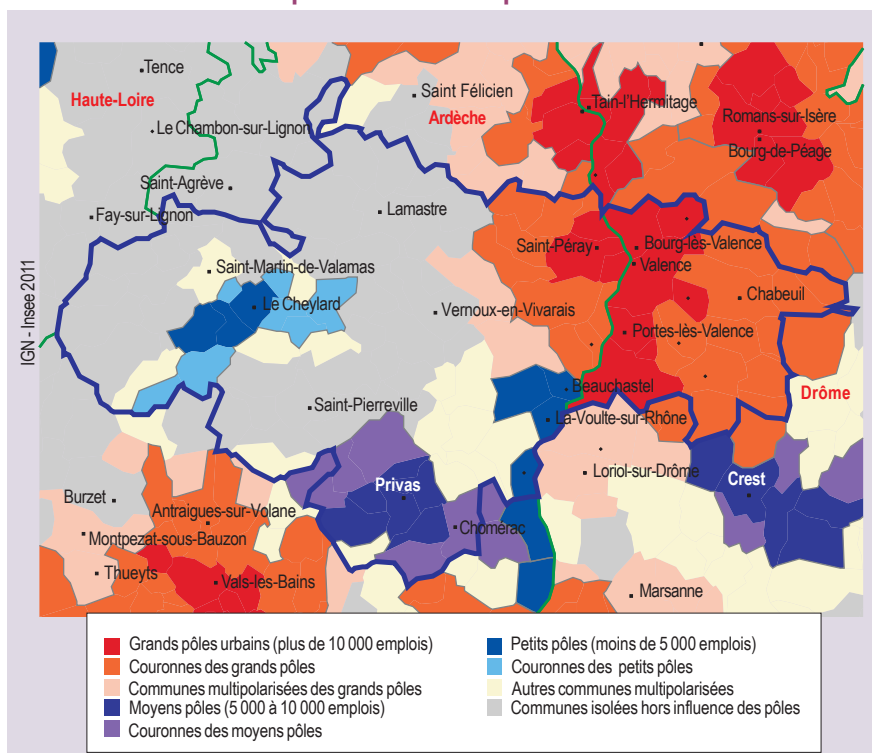 Tence
Haute-Loire
Saint Félicien
Ardèche
Tain-l'Hermitage
Romans-sur-Isère
Bourg-de-Péage
Le Chambon-sur-Lignon
Saint-Agrève
Lamastre
Fay-sur-Lignon
Saint-Péray
Bourg-lès-Valence
Valence
Saint-Martin-de-Valamas
Chabeuil
Le Cheylard
Vernoux-en-Vivarais
Portes-lès-Valence
IGN - Insee 2011
Beauchastel
Drôme
Saint-Pierreville
La-Voulte-sur-Rhône
Loriol-sur-Drôme
Crest
Privas
Burzet
Antraigues-sur-Volane
Chomérac
Montpezat-sous-Bauzon
Thueyts
Vals-les-Bains
Marsanne
Grands pôles urbains (plus de 10 000 emplois)
Couronnes des grands pôles
Communes multipolarisées des grands pôles
Moyens pôles (5 000 à 10 000 emplois)
Couronnes des moyens pôles
Petits pôles (moins de 5 000 emplois)
Couronnes des petits pôles
Autres communes multipolarisées
Communes isolées hors influence des pôles